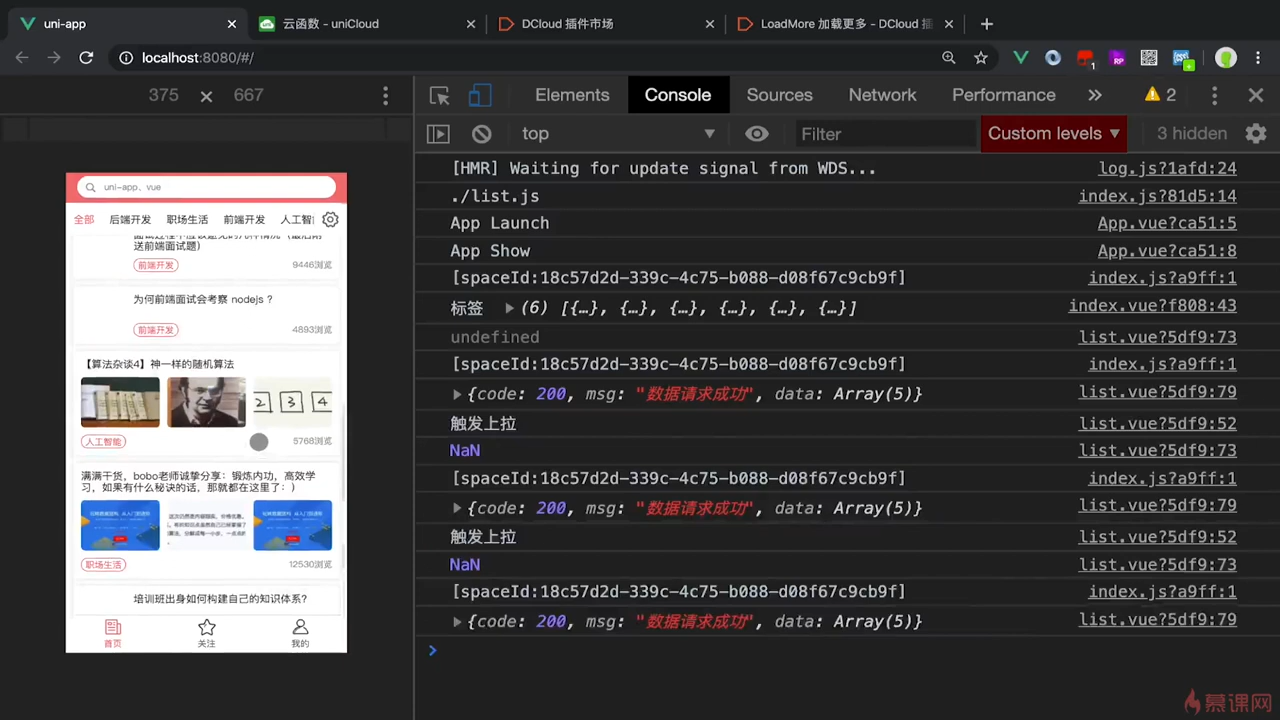 uni-app
云函数 - uniCloud
DCloud 插件市场
LoadMore 加载更多 - DCloud 插
localhost:8080/#/
375 × 667
Elements
Console
Sources
Network
Performance
2
top
Filter
Custom levels
3 hidden
uni-app、vue
全部
后端开发
职场生活
前端开发
人工智
送前端面试题）
前端开发
9446浏览
为何前端面试会考察 nodejs ?
前端开发
4893浏览
【算法杂谈4】神一样的随机算法
2 3 4
人工智能
5768浏览
满满干货，bobo老师诚挚分享：锻炼内功，高效学
习，如果有什么秘诀的话，那就都在这里了：）
职场生活
12530浏览
培训班出身如何构建自己的知识体系?
首页
关注
我的
[HMR] Waiting for update signal from WDS... log.js?1afd:24
./list.js index.js?81d5:14
App Launch App.vue?ca51:5
App Show App.vue?ca51:8
[spaceId:18c57d2d-339c-4c75-b088-d08f67c9cb9f] index.js?a9ff:1
标签 ▶(6) [{…}, {…}, {…}, {…}, {…}, {…}] index.vue?f808:43
undefined list.vue?5df9:73
[spaceId:18c57d2d-339c-4c75-b088-d08f67c9cb9f] index.js?a9ff:1
▶{code: 200, msg: "数据请求成功", data: Array(5)} list.vue?5df9:79
触发上拉 list.vue?5df9:52
NaN list.vue?5df9:73
[spaceId:18c57d2d-339c-4c75-b088-d08f67c9cb9f] index.js?a9ff:1
▶{code: 200, msg: "数据请求成功", data: Array(5)} list.vue?5df9:79
触发上拉 list.vue?5df9:52
NaN list.vue?5df9:73
[spaceId:18c57d2d-339c-4c75-b088-d08f67c9cb9f] index.js?a9ff:1
▶{code: 200, msg: "数据请求成功", data: Array(5)} list.vue?5df9:79
慕课网